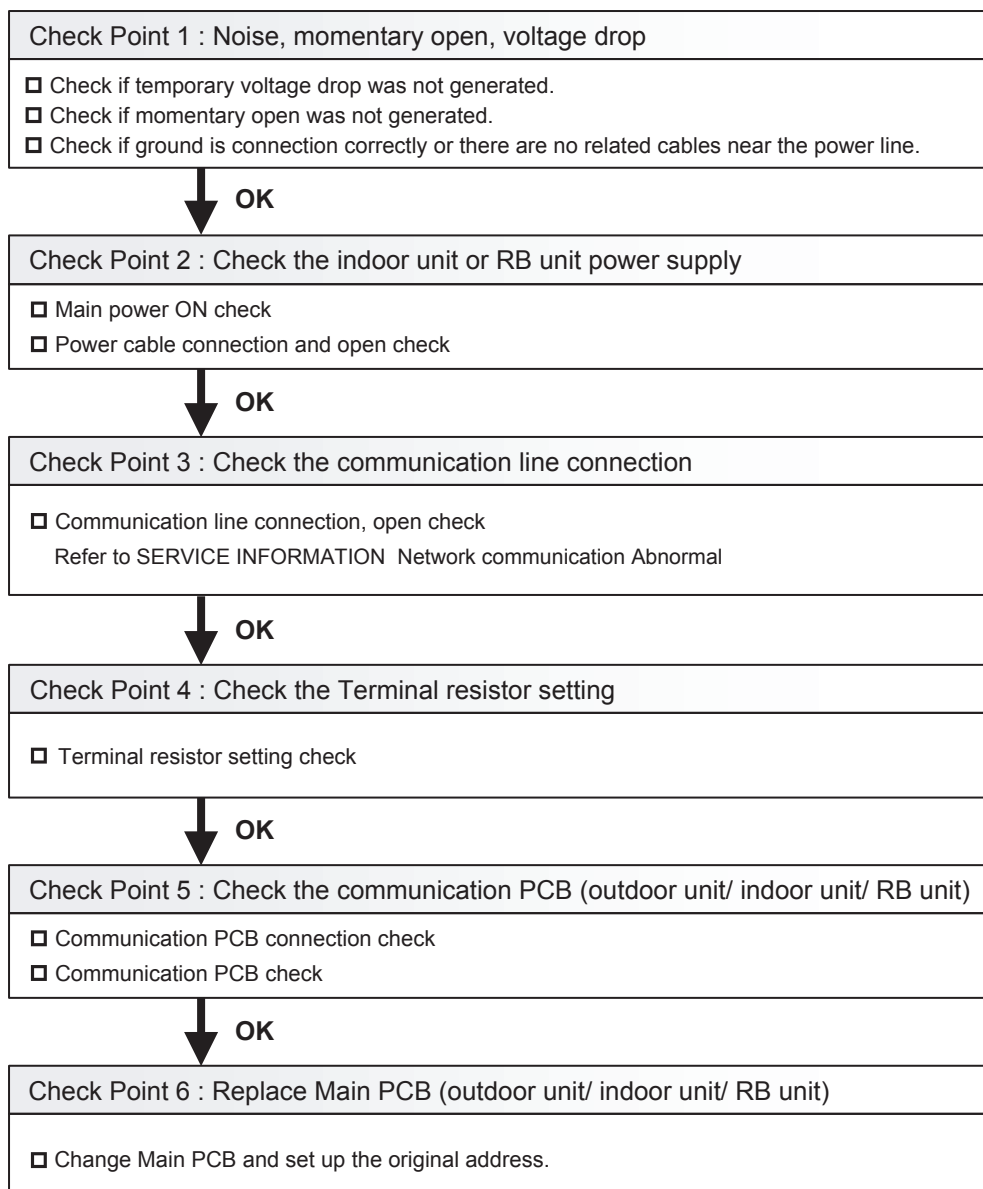 Check Point 1 : Noise, momentary open, voltage drop
Check if temporary voltage drop was not generated.
Check if momentary open was not generated.
Check if ground is connection correctly or there are no related cables near the power line.
OK
Check Point 2 : Check the indoor unit or RB unit power supply
Main power ON check
Power cable connection and open check
OK
Check Point 3 : Check the communication line connection
Communication line connection, open check
Refer to SERVICE INFORMATION  Network communication Abnormal
OK
Check Point 4 : Check the Terminal resistor setting
Terminal resistor setting check
OK
Check Point 5 : Check the communication PCB (outdoor unit/ indoor unit/ RB unit)
Communication PCB connection check
Communication PCB check
OK
Check Point 6 : Replace Main PCB (outdoor unit/ indoor unit/ RB unit)
Change Main PCB and set up the original address.